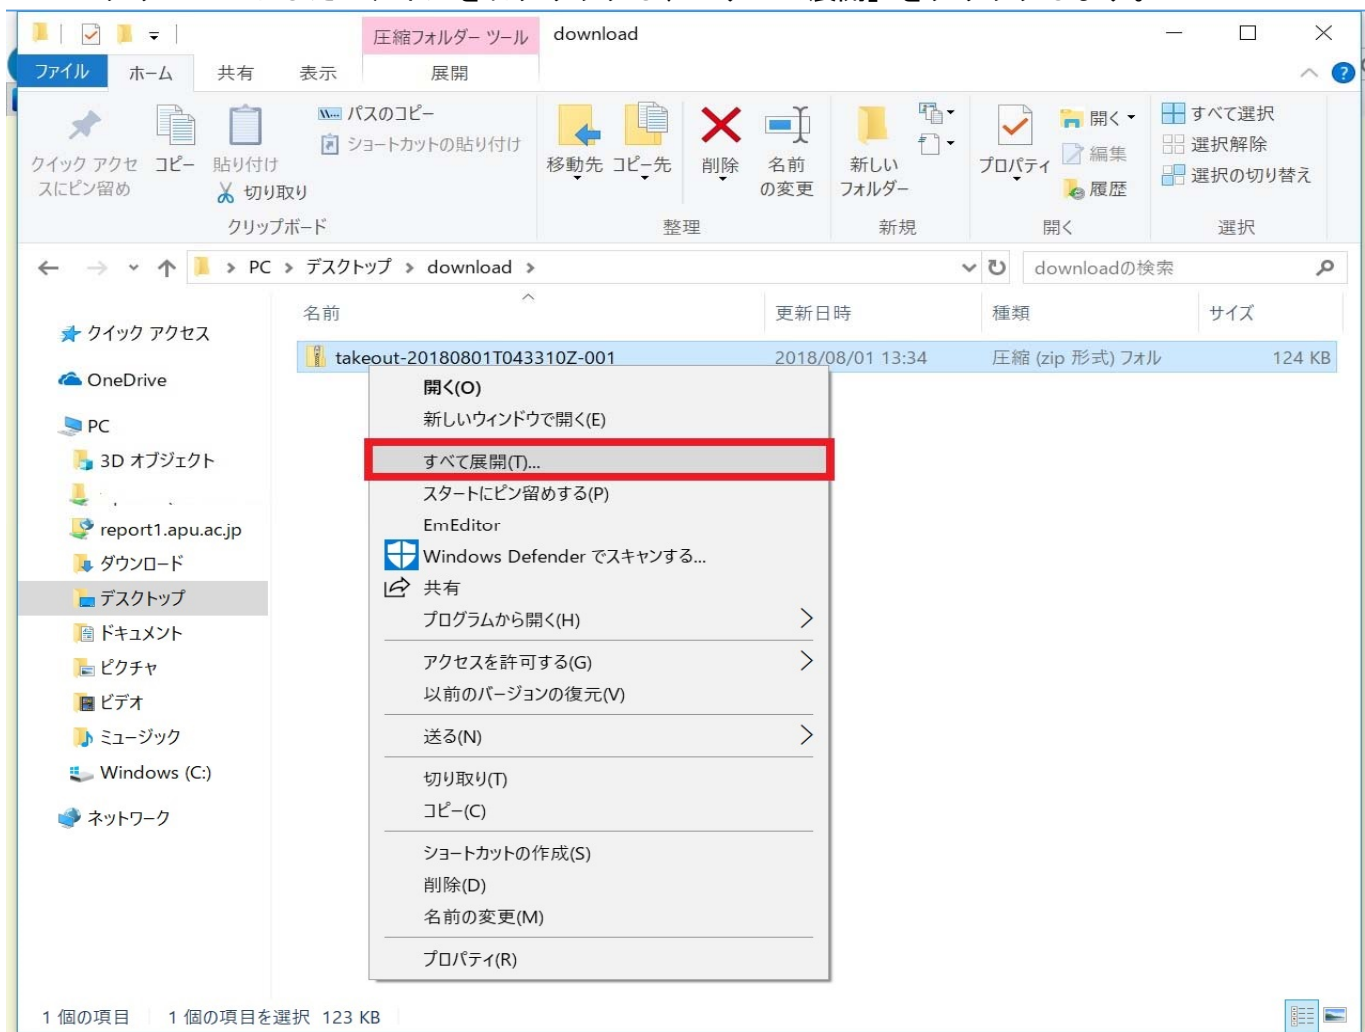 展開」をクリックします。
圧縮フォルダー ツール download
ファイル ホーム 共有 表示 展開
クイック アクセスにピン留め
コピー
貼り付け
パスのコピー
ショートカットの貼り付け
切り取り
移動先 コピー先 削除
名前の変更
新しいフォルダー
プロパティ
開く
編集
履歴
すべて選択
選択解除
選択の切り替え
クリップボード 整理 新規 開く 選択
PC > デスクトップ > download >
downloadの検索
名前 更新日時 種類 サイズ
takeout-20180801T043310Z-001 2018/08/01 13:34 圧縮 (zip 形式) フォル 124 KB
クイック アクセス
OneDrive
PC
3D オブジェクト
report1.apu.ac.jp
ダウンロード
デスクトップ
ドキュメント
ピクチャ
ビデオ
ミュージック
Windows (C:)
ネットワーク
開く(O)
新しいウィンドウで開く(E)
すべて展開(T)...
スタートにピン留めする(P)
EmEditor
Windows Defender でスキャンする...
共有
プログラムから開く(H)
アクセスを許可する(G)
以前のバージョンの復元(V)
送る(N)
切り取り(T)
コピー(C)
ショートカットの作成(S)
削除(D)
名前の変更(M)
プロパティ(R)
1 個の項目 1 個の項目を選択 123 KB